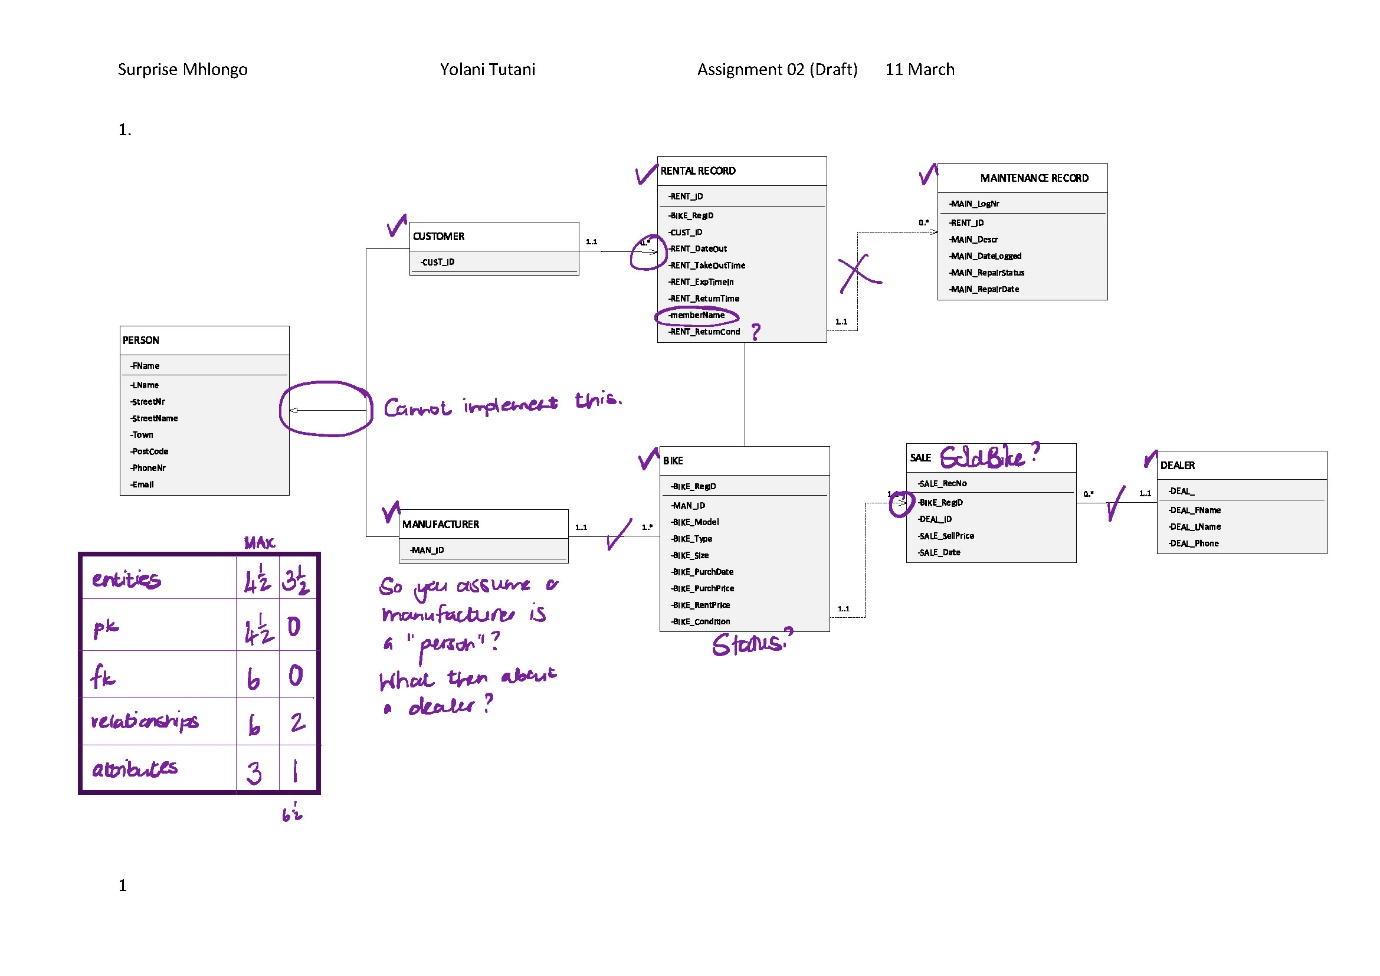 Surprise Mhlongo Yolani Tutani Assignment 02 (Draft) 11 March
1.
RENTAL RECORD
-RENT_ID
-BIKE_RegID
-CUST_ID
-RENT_DateOut
-RENT_TakeOutTime
-RENT_ExpTimeIn
-RENT_ReturnTime
-memberName
-RENT_ReturnCond ?
MAINTENANCE RECORD
-MAIN_LogNr
-RENT_ID
-MAIN_Descr
-MAIN_DateLogged
-MAIN_RepairStatus
-MAIN_RepairDate
0..*
1..1
CUSTOMER
-CUST_ID
1..1
0..*
PERSON
-FName
-LName
-StreetNr
-StreetName
-Town
-PostCode
-PhoneNr
-Email
Cannot implement this.
MANUFACTURER
-MAN_ID
1..1
1..*
So you assume a
manufacturer is
a "person"?
What then about
a dealer?
BIKE
-BIKE_RegID
-MAN_ID
-BIKE_Model
-BIKE_Type
-BIKE_Size
-BIKE_PurchDate
-BIKE_PurchPrice
-BIKE_RentPrice
-BIKE_Condition
Status?
1..1
SALE SoldBike?
-SALE_RecNo
-BIKE_RegID
-DEAL_ID
-SALE_SellPrice
-SALE_Date
0..*
1..1
DEALER
-DEAL_
-DEAL_FName
-DEAL_LName
-DEAL_Phone
MAX
entities 4½ 3½
pk 4½ 0
fk 6 0
relationships 6 2
attributes 3 1
6½
1